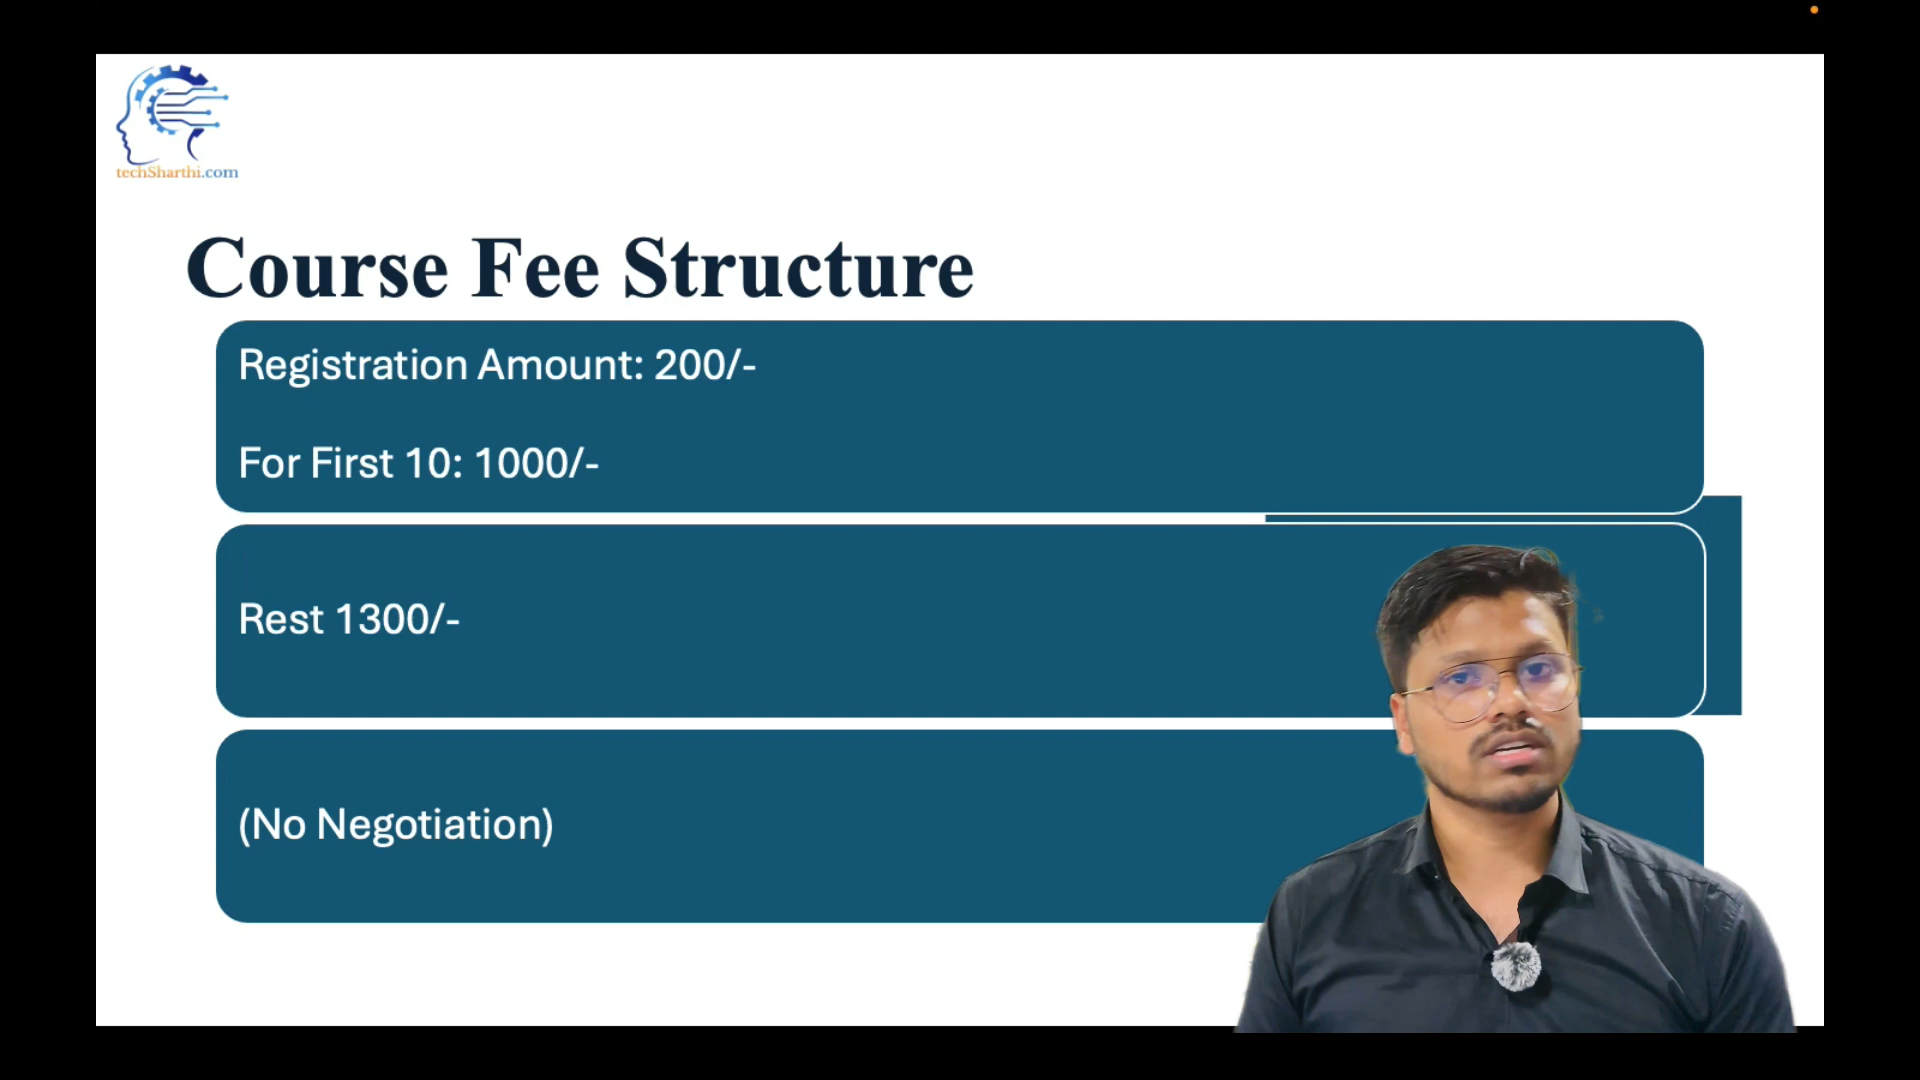 techSharthi.com
Course Fee Structure
Registration Amount: 200/-
For First 10: 1000/-
Rest 1300/-
(No Negotiation)